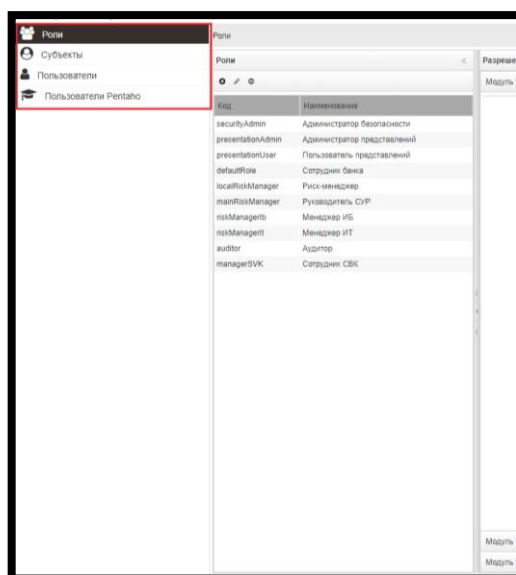 Роли
Субъекты
Пользователи
Пользователи Pentaho
Роли
Роли
Код Наименование
securityAdmin Администратор безопасности
presentationAdmin Администратор представлений
presentationUser Пользователь представлений
defaultRole Сотрудник банка
localRiskManager Риск-менеджер
mainRiskManager Руководитель СУР
riskManagerIb Менеджер ИБ
riskManagerIt Менеджер ИТ
auditor Аудитор
managerSVK Сотрудник СВК
Разреше
Модуль
Модуль
Модуль